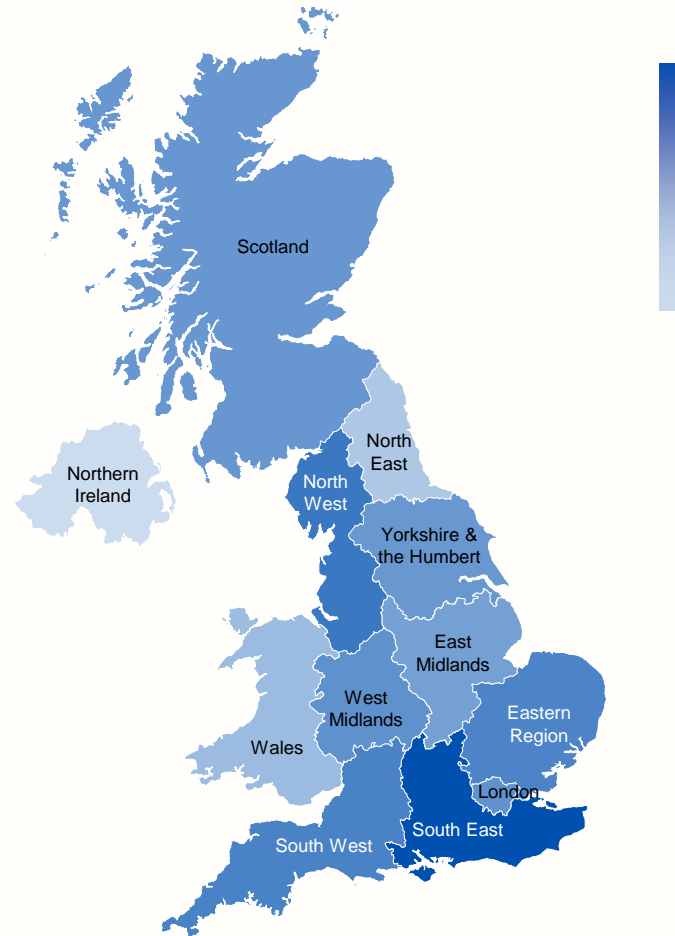 Scotland
North
East
Northern
Ireland
North
West
Yorkshire &
the Humbert
East
Midlands
West
Midlands
Eastern
Region
Wales
London
South East
South West